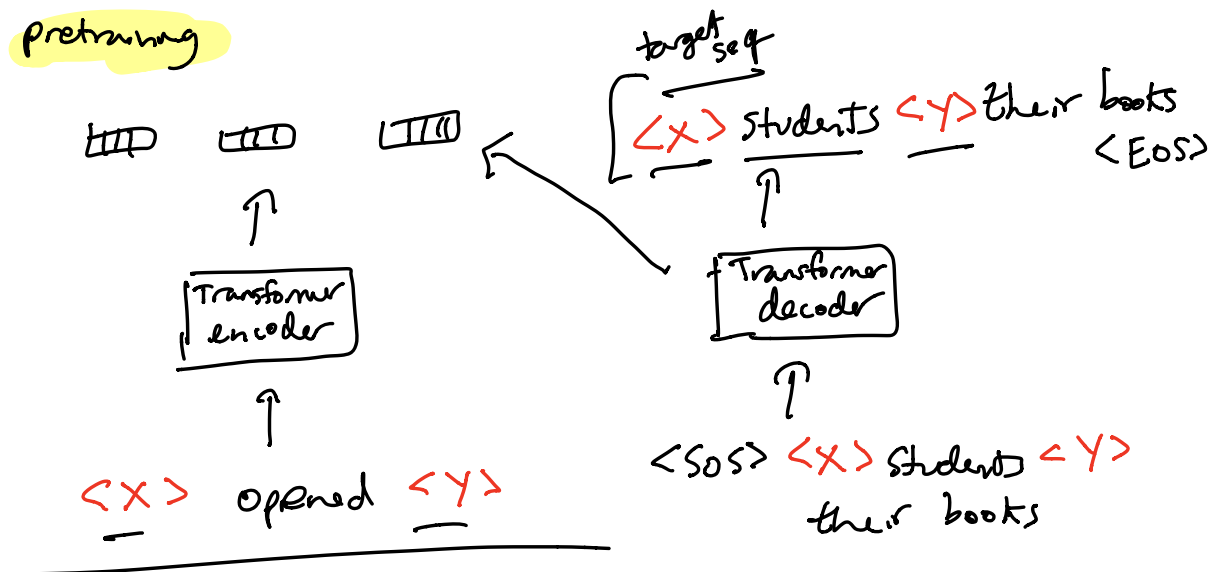 pretraining
target
seq
<X> students <Y> their books
<EOS>
Transformer
encoder
Transformer
decoder
<X> opened <Y>
<SOS> <X> students <Y>
their books